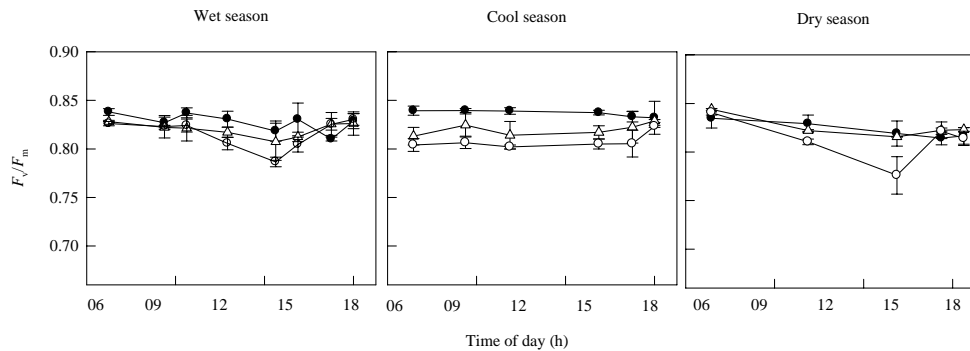 Wet season Cool season Dry season
0.90
0.85
0.80
0.75
0.70
Fv/Fm
06 09 12 15 18 06 09 12 15 18 06 09 12 15 18
Time of day (h)